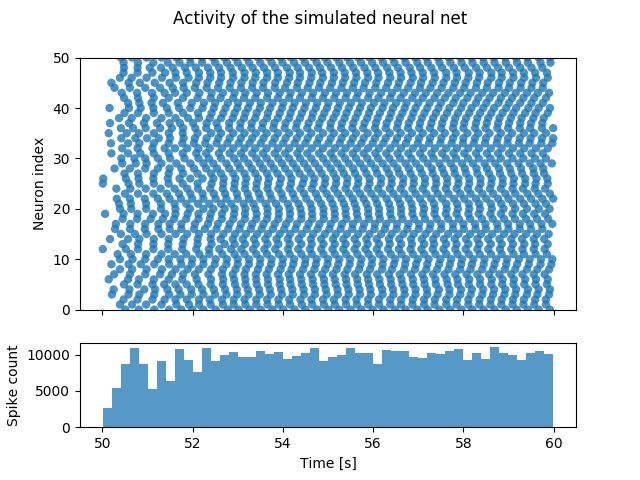 Activity of the simulated neural net
50
40
30
20
10
0
Neuron index
10000
5000
0
Spike count
50 52 54 56 58 60
Time [s]